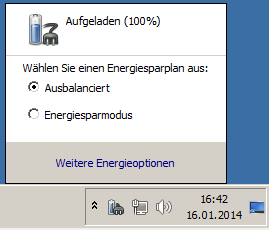 Aufgeladen (100%)
Wählen Sie einen Energiesparplan aus:
Ausbalanciert
Energiesparmodus
Weitere Energieoptionen
16:42
16.01.2014